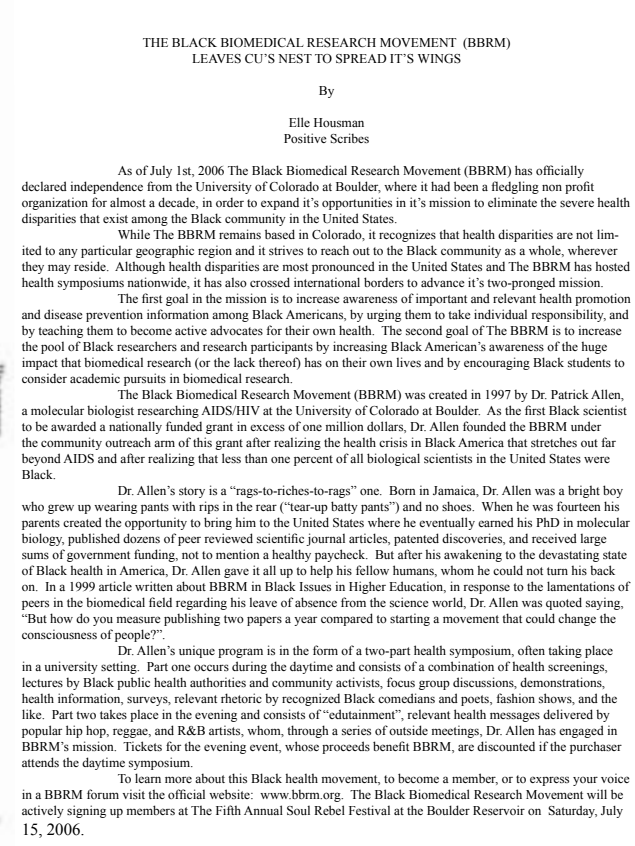 THE BLACK BIOMEDICAL RESEARCH MOVEMENT (BBRM)
LEAVES CU'S NEST TO SPREAD IT'S WINGS
By
Elle Housman
Positive Scribes
As of July 1st, 2006 The Black Biomedical Research Movement (BBRM) has officially
declared independence from the University of Colorado at Boulder, where it had been a fledgling non profit
organization for almost a decade, in order to expand it's opportunities in it's mission to eliminate the severe health
disparities that exist among the Black community in the United States.
While The BBRM remains based in Colorado, it recognizes that health disparities are not lim-
ited to any particular geographic region and it strives to reach out to the Black community as a whole, wherever
they may reside. Although health disparities are most pronounced in the United States and The BBRM has hosted
health symposiums nationwide, it has also crossed international borders to advance it's two-pronged mission.
The first goal in the mission is to increase awareness of important and relevant health promotion
and disease prevention information among Black Americans, by urging them to take individual responsibility, and
by teaching them to become active advocates for their own health. The second goal of The BBRM is to increase
the pool of Black researchers and research participants by increasing Black American's awareness of the huge
impact that biomedical research (or the lack thereof) has on their own lives and by encouraging Black students to
consider academic pursuits in biomedical research.
The Black Biomedical Research Movement (BBRM) was created in 1997 by Dr. Patrick Allen,
a molecular biologist researching AIDS/HIV at the University of Colorado at Boulder. As the first Black scientist
to be awarded a nationally funded grant in excess of one million dollars, Dr. Allen founded the BBRM under
the community outreach arm of this grant after realizing the health crisis in Black America that stretches out far
beyond AIDS and after realizing that less than one percent of all biological scientists in the United States were
Black.
Dr. Allen's story is a “rags-to-riches-to-rags” one. Born in Jamaica, Dr. Allen was a bright boy
who grew up wearing pants with rips in the rear (“tear-up batty pants”) and no shoes. When he was fourteen his
parents created the opportunity to bring him to the United States where he eventually earned his PhD in molecular
biology, published dozens of peer reviewed scientific journal articles, patented discoveries, and received large
sums of government funding, not to mention a healthy paycheck. But after his awakening to the devastating state
of Black health in America, Dr. Allen gave it all up to help his fellow humans, whom he could not turn his back
on. In a 1999 article written about BBRM in Black Issues in Higher Education, in response to the lamentations of
peers in the biomedical field regarding his leave of absence from the science world, Dr. Allen was quoted saying,
“But how do you measure publishing two papers a year compared to starting a movement that could change the
consciousness of people?”.
Dr. Allen's unique program is in the form of a two-part health symposium, often taking place
in a university setting. Part one occurs during the daytime and consists of a combination of health screenings,
lectures by Black public health authorities and community activists, focus group discussions, demonstrations,
health information, surveys, relevant rhetoric by recognized Black comedians and poets, fashion shows, and the
like. Part two takes place in the evening and consists of “edutainment”, relevant health messages delivered by
popular hip hop, reggae, and R&B artists, whom, through a series of outside meetings, Dr. Allen has engaged in
BBRM's mission. Tickets for the evening event, whose proceeds benefit BBRM, are discounted if the purchaser
attends the daytime symposium.
To learn more about this Black health movement, to become a member, or to express your voice
in a BBRM forum visit the official website: www.bbrm.org. The Black Biomedical Research Movement will be
actively signing up members at The Fifth Annual Soul Rebel Festival at the Boulder Reservoir on Saturday, July
15, 2006.